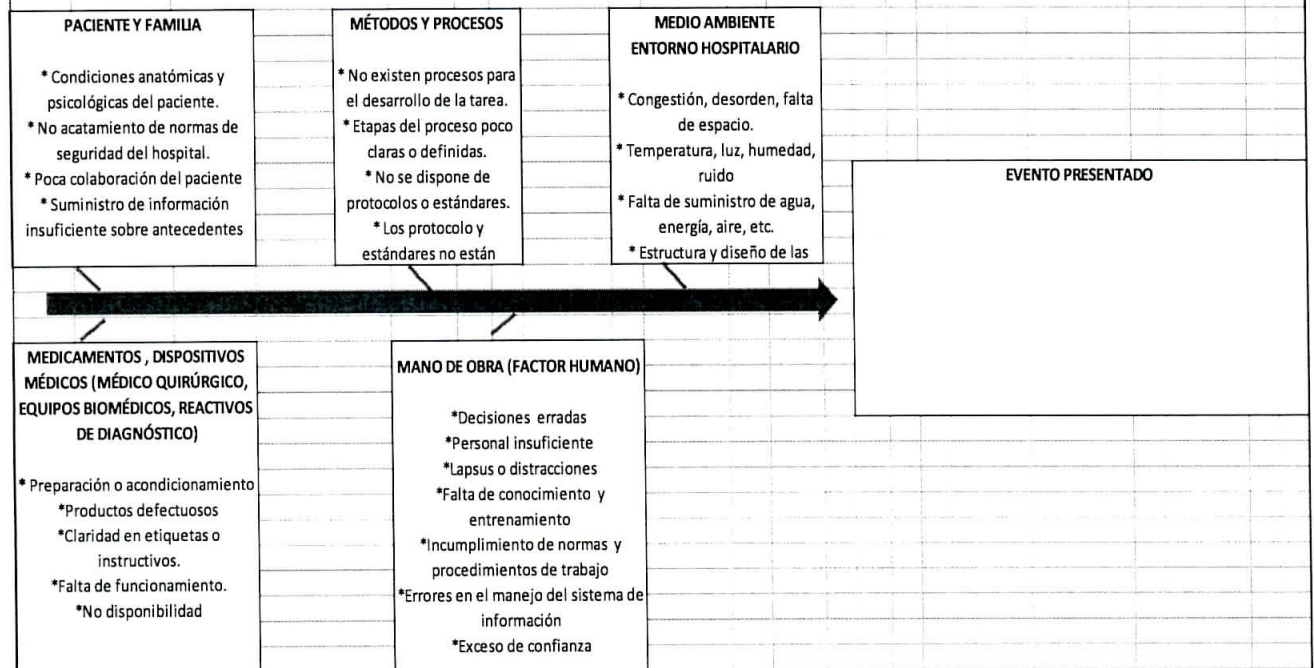 PACIENTE Y FAMILIA
* Condiciones anatómicas y
psicológicas del paciente.
* No acatamiento de normas de
seguridad del hospital.
* Poca colaboración del paciente
* Suministro de información
insuficiente sobre antecedentes
MÉTODOS Y PROCESOS
* No existen procesos para
el desarrollo de la tarea.
* Etapas del proceso poco
claras o definidas.
* No se dispone de
protocolos o estándares.
* Los protocolo y
estándares no están
MEDIO AMBIENTE
ENTORNO HOSPITALARIO
* Congestión, desorden, falta
de espacio.
* Temperatura, luz, humedad,
ruido
* Falta de suministro de agua,
energía, aire, etc.
* Estructura y diseño de las
EVENTO PRESENTADO
MEDICAMENTOS , DISPOSITIVOS
MÉDICOS (MÉDICO QUIRÚRGICO,
EQUIPOS BIOMÉDICOS, REACTIVOS
DE DIAGNÓSTICO)
* Preparación o acondicionamiento
*Productos defectuosos
*Claridad en etiquetas o
instructivos.
*Falta de funcionamiento.
*No disponibilidad
MANO DE OBRA (FACTOR HUMANO)
*Decisiones erradas
*Personal insuficiente
*Lapsus o distracciones
*Falta de conocimiento y
entrenamiento
*Incumplimiento de normas y
procedimientos de trabajo
*Errores en el manejo del sistema de
información
*Exceso de confianza